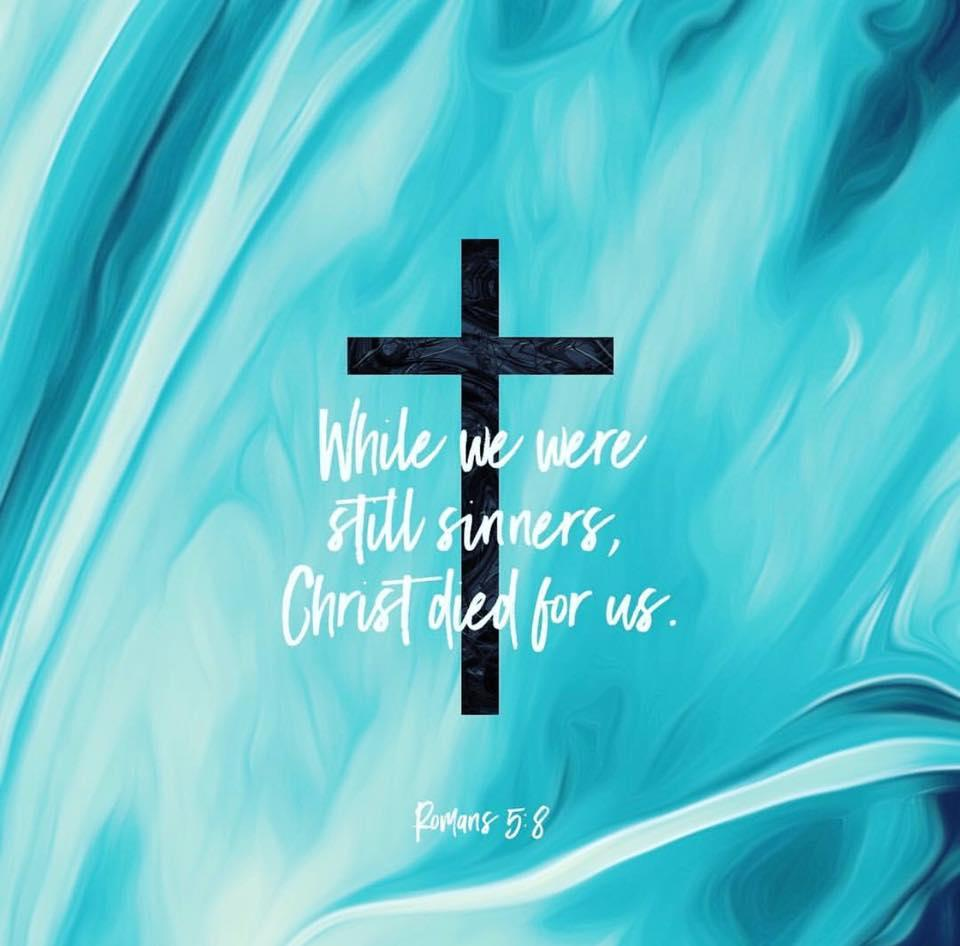 While we were
still sinners,
Christ died for us.
Romans 5:8